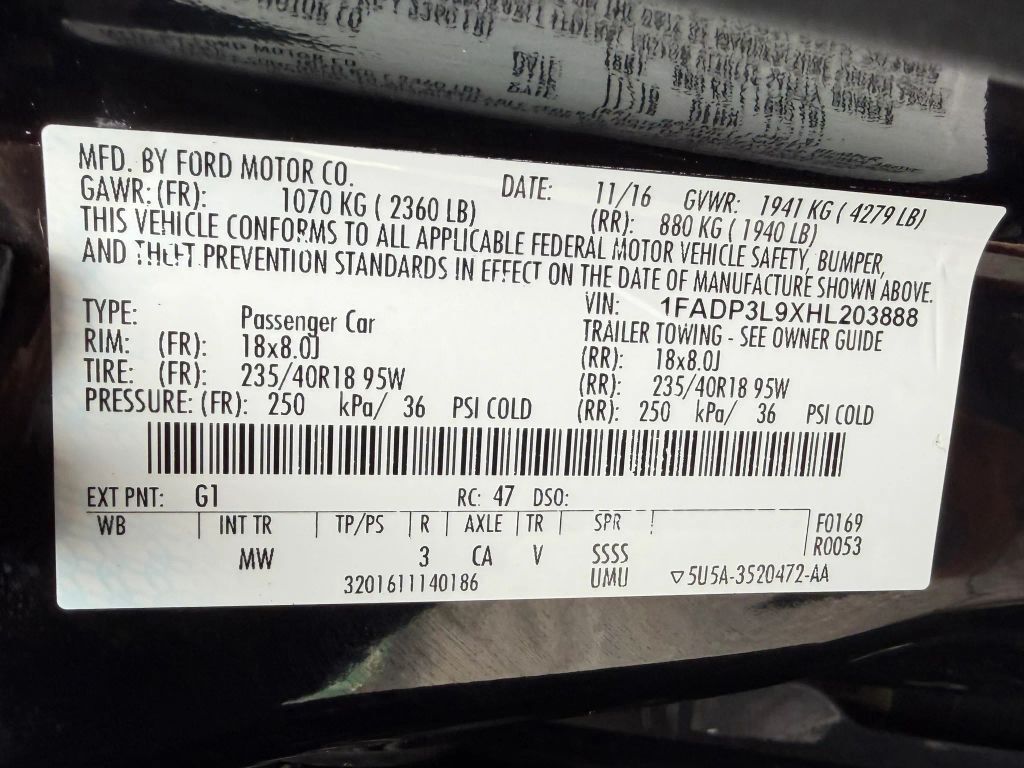 MFD. BY FORD MOTOR CO. DATE: 11/16 GVWR: 1941 KG ( 4279 LB)
GAWR: (FR): 1070 KG ( 2360 LB) (RR): 880 KG ( 1940 LB)
THIS VEHICLE CONFORMS TO ALL APPLICABLE FEDERAL MOTOR VEHICLE SAFETY, BUMPER,
AND THEFT PREVENTION STANDARDS IN EFFECT ON THE DATE OF MANUFACTURE SHOWN ABOVE.
VIN: 1FADP3L9XHL203888
TYPE: Passenger Car TRAILER TOWING - SEE OWNER GUIDE
RIM: (FR): 18x8.0J (RR): 18x8.0J
TIRE: (FR): 235/40R18 95W (RR): 235/40R18 95W
PRESSURE: (FR): 250 kPa/ 36 PSI COLD (RR): 250 kPa/ 36 PSI COLD
EXT PNT: G1 RC: 47 DSO:
WB INT TR TP/PS R AXLE TR SPR F0169
MW 3 CA V SSSS R0053
3201611140186 UMU ▽5U5A-3520472-AA